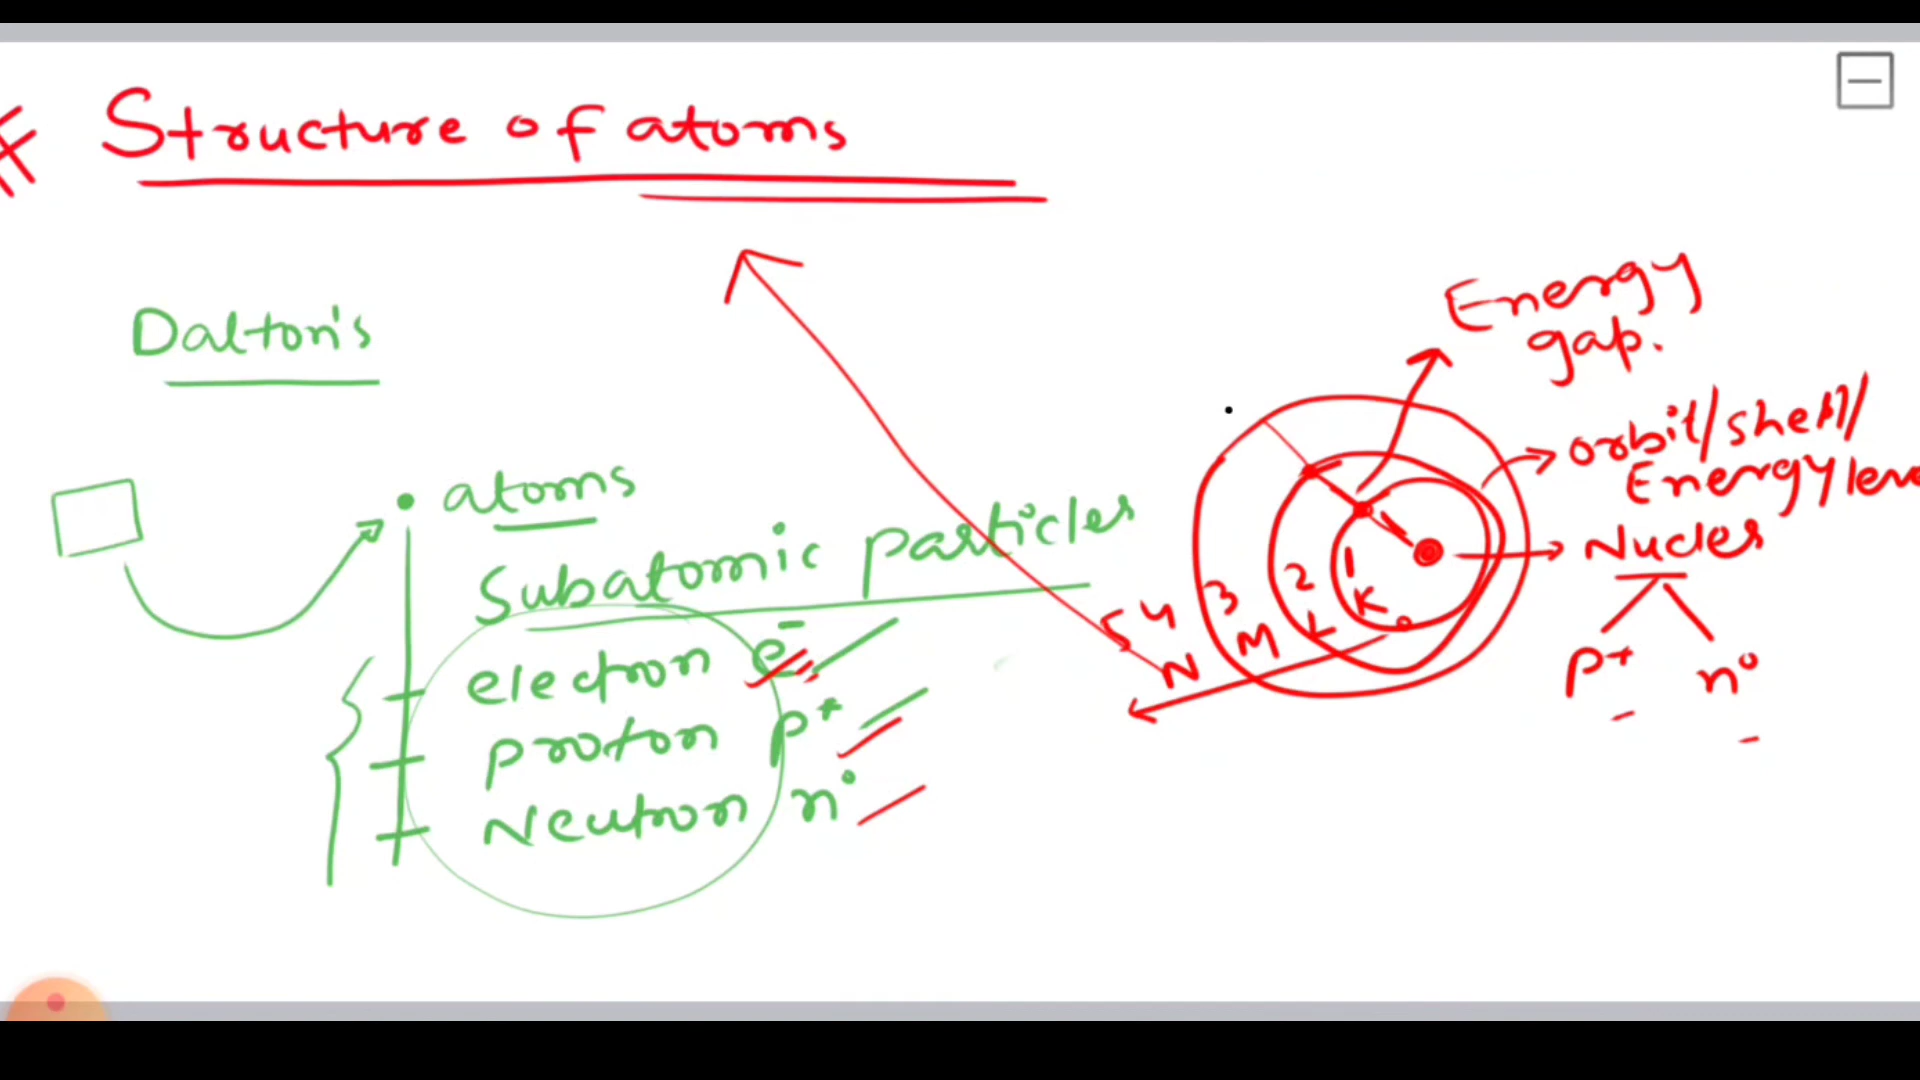 # Structure of atoms
Dalton's
atoms
Subatomic particles
electron e⁻
proton p⁺
Neutron n°
Energy
gap.
orbit/shell/
Energy leve
Nucles
p⁺ n°
1 2 3 4 5
K L M N